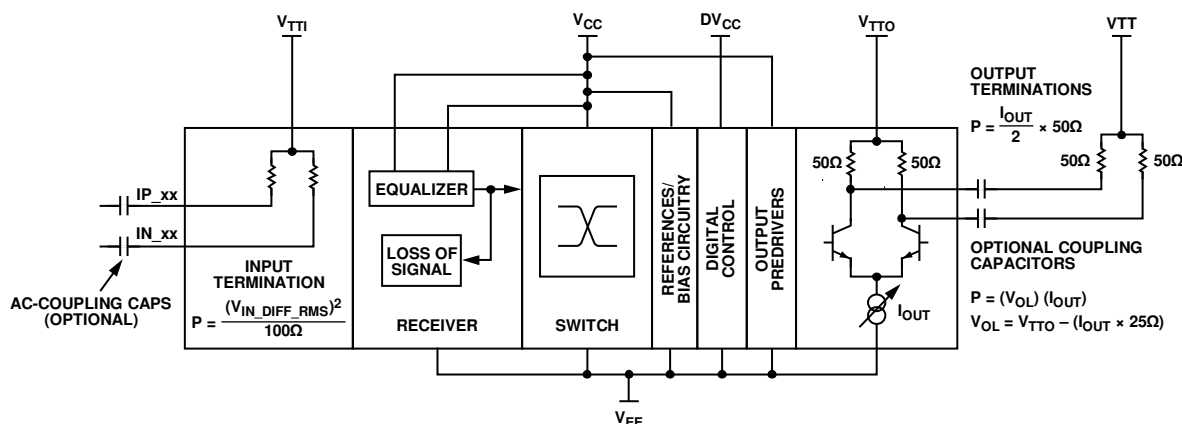 V_TTI
V_CC
DV_CC
V_TTO
VTT
OUTPUT
TERMINATIONS
P = I_OUT/2 × 50Ω
50Ω
50Ω
50Ω
50Ω
IP_xx
IN_xx
AC-COUPLING CAPS
(OPTIONAL)
INPUT
TERMINATION
P = (V_IN_DIFF_RMS)²/100Ω
EQUALIZER
LOSS OF
SIGNAL
RECEIVER
SWITCH
REFERENCES/
BIAS CIRCUITRY
DIGITAL
CONTROL
OUTPUT
PREDRIVERS
I_OUT
OPTIONAL COUPLING
CAPACITORS
P = (V_OL) (I_OUT)
V_OL = V_TTO – (I_OUT × 25Ω)
V_EE